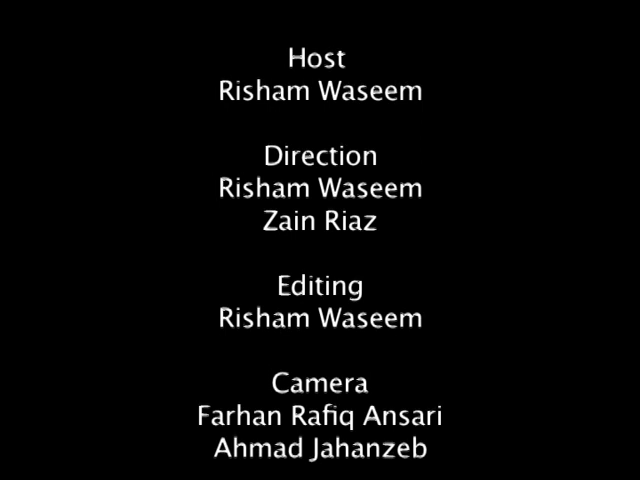 Host
Risham Waseem
Direction
Risham Waseem
Zain Riaz
Editing
Risham Waseem
Camera
Farhan Rafiq Ansari
Ahmad Jahanzeb